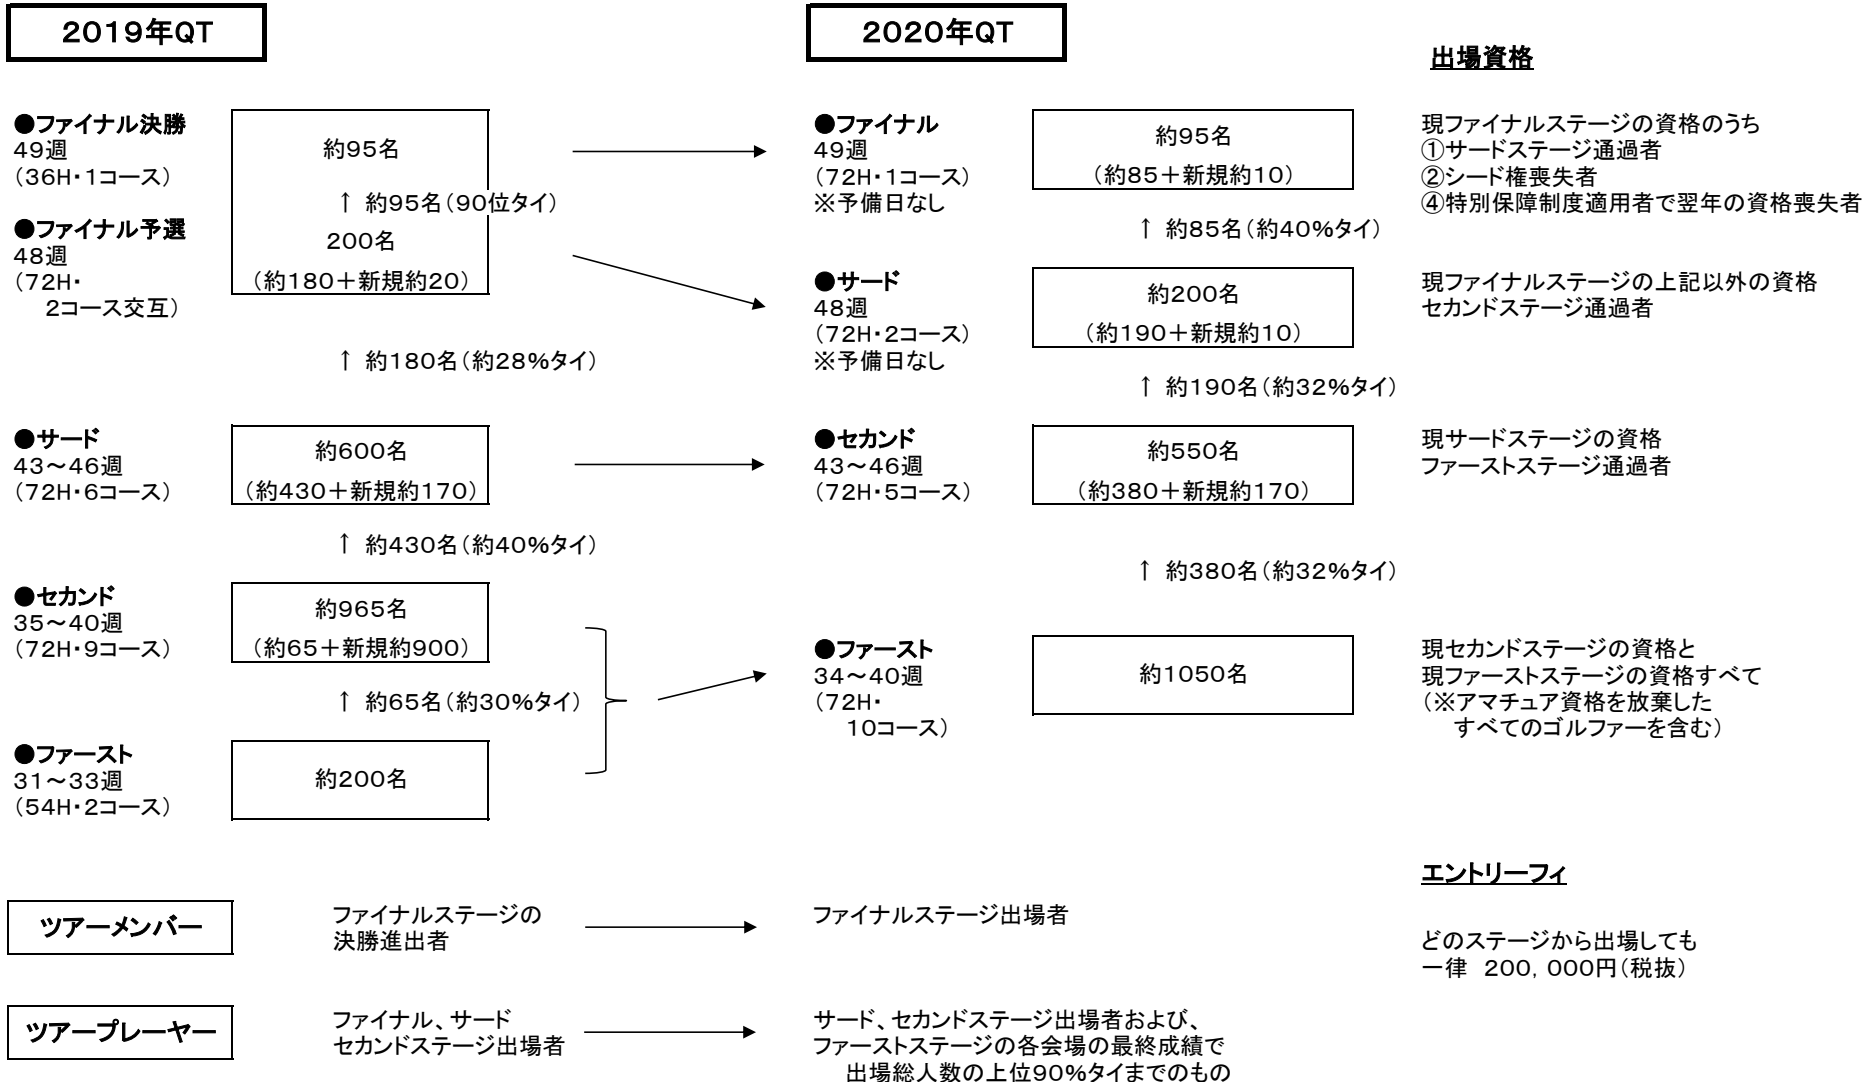 2019年QT
2020年QT
出場資格
●ファイナル決勝
49週
(36H・1コース)
約95名
↑ 約95名(90位タイ)
●ファイナル予選
48週
(72H・
2コース交互)
200名
(約180+新規約20)
↑ 約180名(約28%タイ)
●サード
43~46週
(72H・6コース)
約600名
(約430+新規約170)
↑ 約430名(約40%タイ)
●セカンド
35~40週
(72H・9コース)
約965名
(約65+新規約900)
↑ 約65名(約30%タイ)
●ファースト
31~33週
(54H・2コース)
約200名
●ファイナル
49週
(72H・1コース)
※予備日なし
約95名
(約85+新規約10)
↑ 約85名(約40%タイ)
●サード
48週
(72H・2コース)
※予備日なし
約200名
(約190+新規約10)
↑ 約190名(約32%タイ)
●セカンド
43~46週
(72H・5コース)
約550名
(約380+新規約170)
↑ 約380名(約32%タイ)
●ファースト
34~40週
(72H・
10コース)
約1050名
現ファイナルステージの資格のうち
①サードステージ通過者
②シード権喪失者
④特別保障制度適用者で翌年の資格喪失者
現ファイナルステージの上記以外の資格
セカンドステージ通過者
現サードステージの資格
ファーストステージ通過者
現セカンドステージの資格と
現ファーストステージの資格すべて
(※アマチュア資格を放棄した
すべてのゴルファーを含む)
ツアーメンバー
ファイナルステージの
決勝進出者
ファイナルステージ出場者
エントリーフィ
どのステージから出場しても
一律 200,000円(税抜)
ツアープレーヤー
ファイナル、サード
セカンドステージ出場者
サード、セカンドステージ出場者および、
ファーストステージの各会場の最終成績で
出場総人数の上位90%タイまでのもの